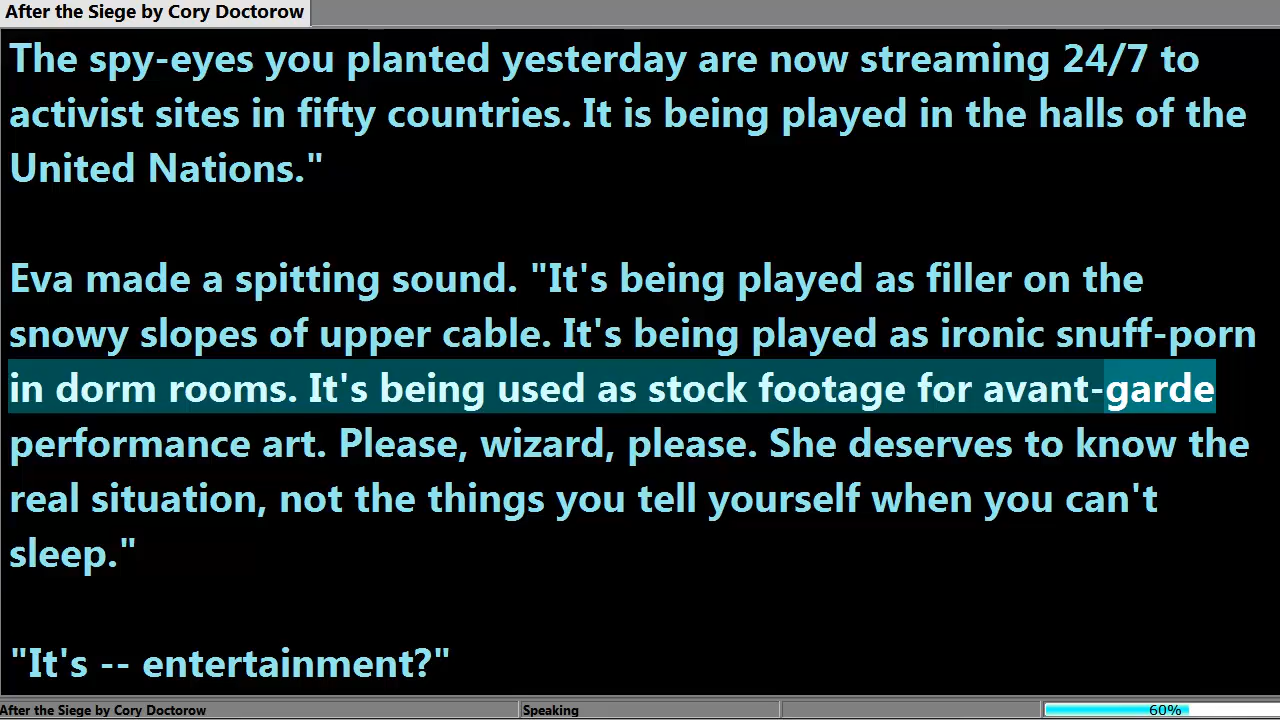 After the Siege by Cory Doctorow
The spy-eyes you planted yesterday are now streaming 24/7 to
activist sites in fifty countries. It is being played in the halls of the
United Nations."
Eva made a spitting sound. "It's being played as filler on the
snowy slopes of upper cable. It's being played as ironic snuff-porn
in dorm rooms. It's being used as stock footage for avant-garde
performance art. Please, wizard, please. She deserves to know the
real situation, not the things you tell yourself when you can't
sleep."
"It's -- entertainment?"
After the Siege by Cory Doctorow Speaking 60%